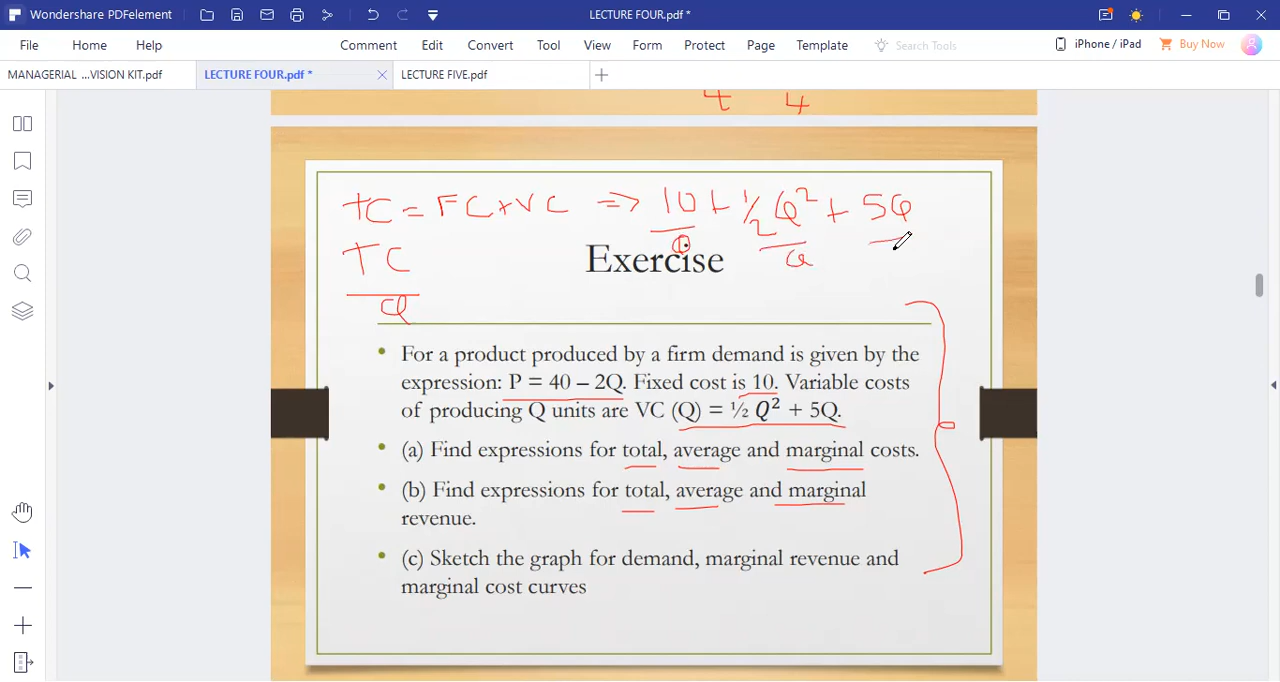 Wondershare PDFelement
LECTURE FOUR.pdf *
File Home Help Comment Edit Convert Tool View Form Protect Page Template Search Tools iPhone / iPad Buy Now
MANAGERIAL ...VISION KIT.pdf LECTURE FOUR.pdf * LECTURE FIVE.pdf
4 4
TC = FC + VC ⇒ 10 + ½ Q² + 5Q
Q Q
TC
Q
Exercise
• For a product produced by a firm demand is given by the
expression: P = 40 – 2Q. Fixed cost is 10. Variable costs
of producing Q units are VC (Q) = ½ Q² + 5Q.
• (a) Find expressions for total, average and marginal costs.
• (b) Find expressions for total, average and marginal
revenue.
• (c) Sketch the graph for demand, marginal revenue and
marginal cost curves